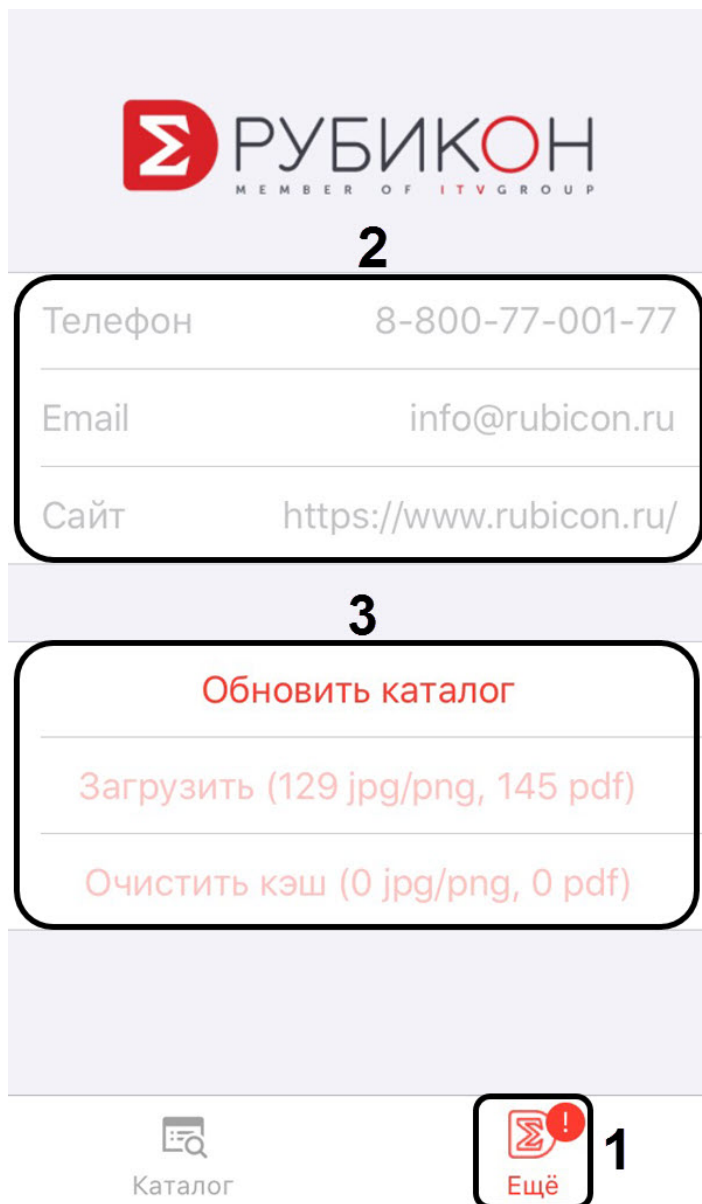 РУБИКОН
MEMBER OF ITVGROUP
2
Телефон 8-800-77-001-77
Email info@rubicon.ru
Сайт https://www.rubicon.ru/
3
Обновить каталог
Загрузить (129 jpg/png, 145 pdf)
Очистить кэш (0 jpg/png, 0 pdf)
!
1
Каталог Ещё